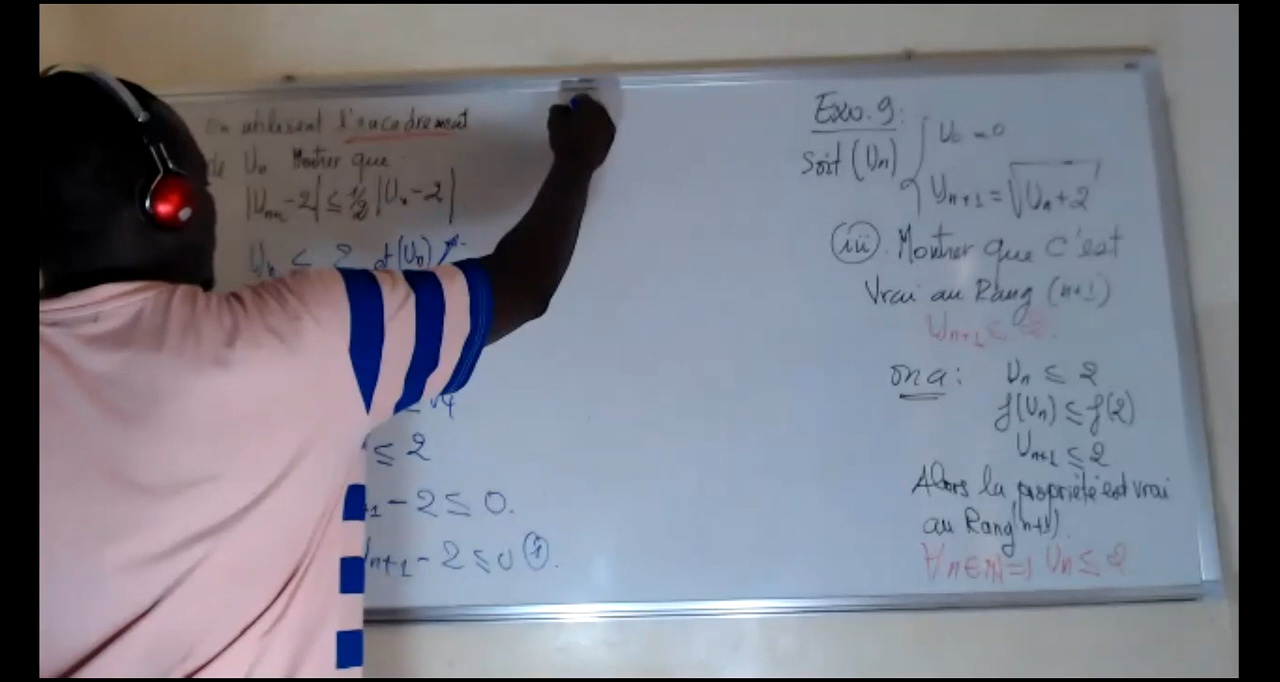 utilisant l'encadrement
de Un Montrer que
|Un+1-2| ≤ 1/2 |Un-2|
Un ≤ 2 et (Un) ↗
≤ √4
≤ 2
-2 ≤ 0.
n+1 - 2 ≤ 0
Exo.9:
Soit (Un) { U0 = 0
Un+1 = √Un+2
(iii). Montrer que c'est
Vrai au Rang (n+1)
Un+1 ≤ 2.
on a: Un ≤ 2
f(Un) ≤ f(2)
Un+1 ≤ 2
Alors la propriété est vrai
au Rang (n+1).
∀n∈ℕ Un ≤ 2